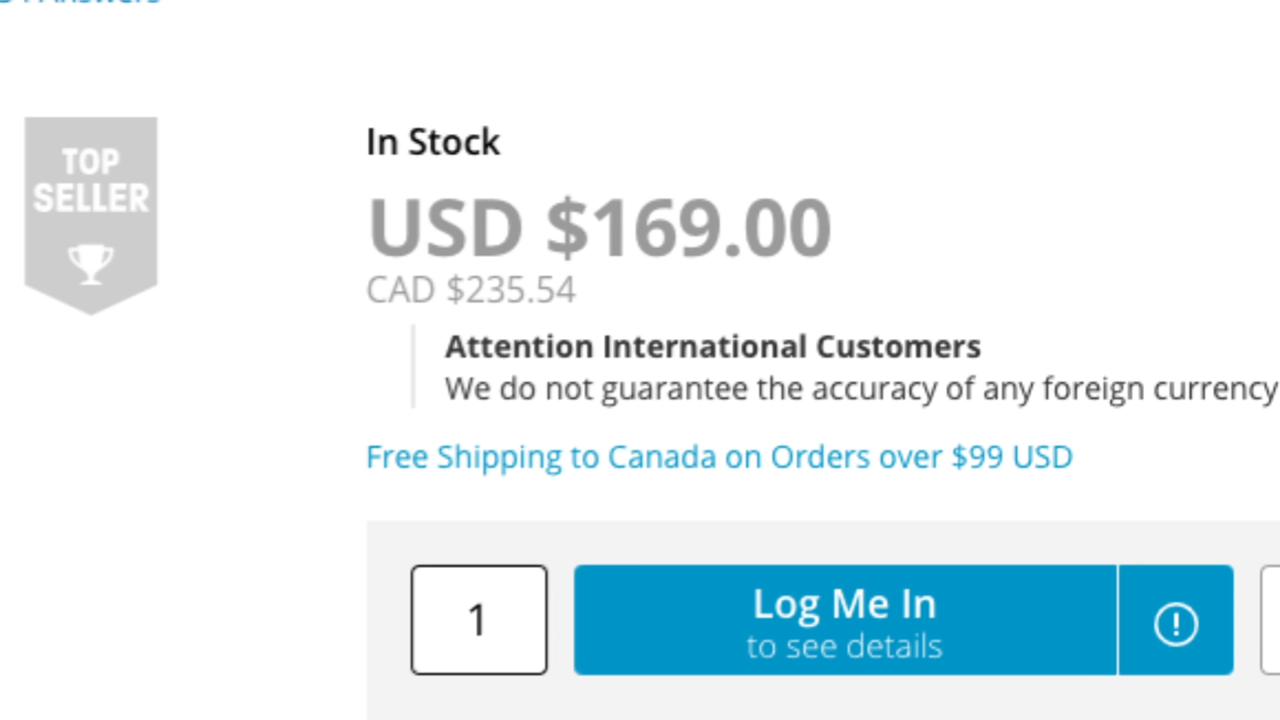 Answers
TOP
SELLER
In Stock
USD $169.00
CAD $235.54
Attention International Customers
We do not guarantee the accuracy of any foreign currency
Free Shipping to Canada on Orders over $99 USD
1
Log Me In
to see details